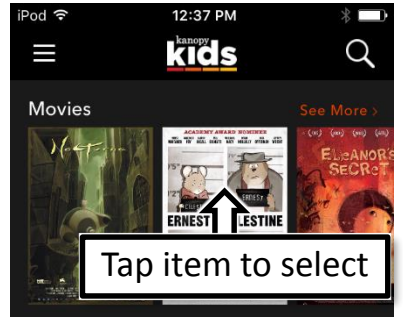 iPod 12:37 PM
kanopy
kids
Movies See More >
Nocturna
ACADEMY AWARD NOMINEE
ELEANOR'S
SECRET
ERNEST LESTINE
Tap item to select